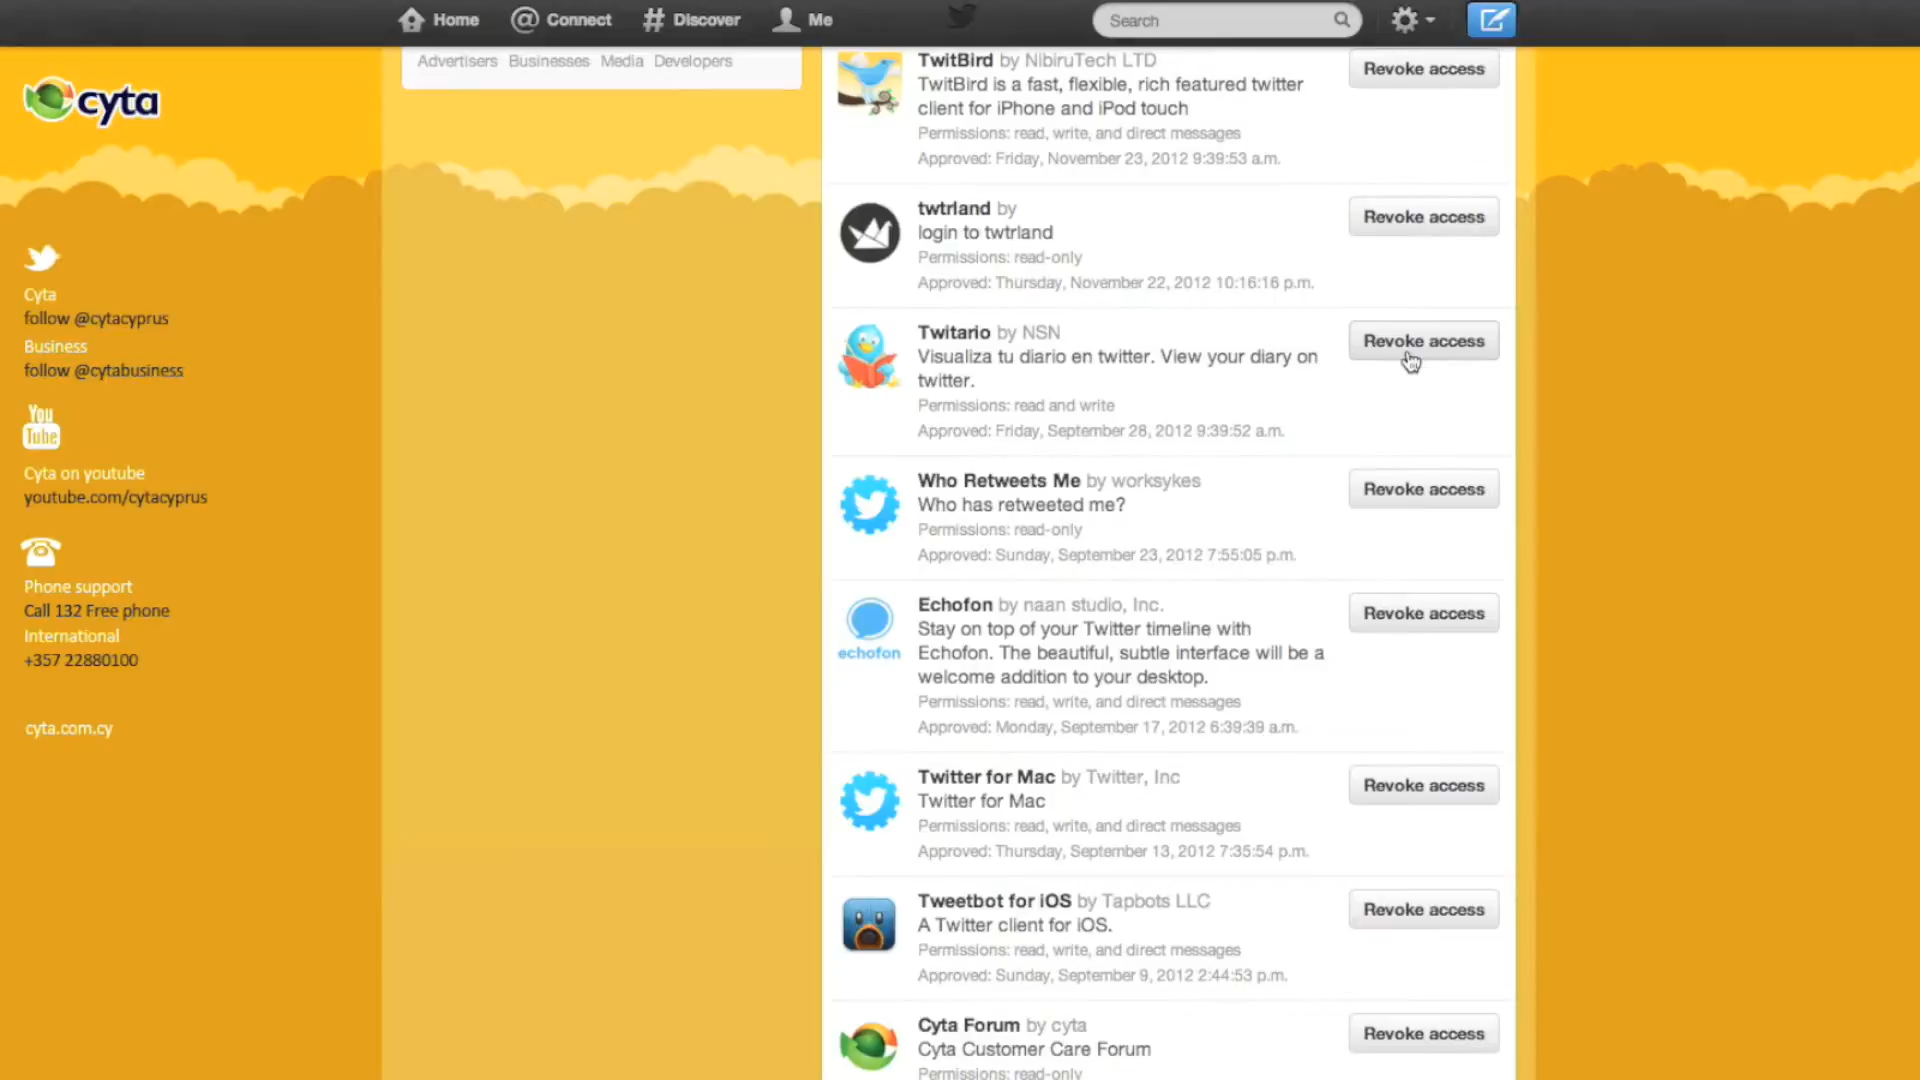 Home Connect Discover Me Search
cyta
Cyta
follow @cytacyprus
Business
follow @cytabusiness
You
Tube
Cyta on youtube
youtube.com/cytacyprus
Phone support
Call 132 Free phone
International
+357 22880100
cyta.com.cy
Advertisers Businesses Media Developers
TwitBird by NibiruTech LTD
TwitBird is a fast, flexible, rich featured twitter
client for iPhone and iPod touch
Permissions: read, write, and direct messages
Approved: Friday, November 23, 2012 9:39:53 a.m.
Revoke access
twtrland by
login to twtrland
Permissions: read-only
Approved: Thursday, November 22, 2012 10:16:16 p.m.
Revoke access
Twitario by NSN
Visualiza tu diario en twitter. View your diary on
twitter.
Permissions: read and write
Approved: Friday, September 28, 2012 9:39:52 a.m.
Revoke access
Who Retweets Me by worksykes
Who has retweeted me?
Permissions: read-only
Approved: Sunday, September 23, 2012 7:55:05 p.m.
Revoke access
echofon
Echofon by naan studio, Inc.
Stay on top of your Twitter timeline with
Echofon. The beautiful, subtle interface will be a
welcome addition to your desktop.
Permissions: read, write, and direct messages
Approved: Monday, September 17, 2012 6:39:39 a.m.
Revoke access
Twitter for Mac by Twitter, Inc
Twitter for Mac
Permissions: read, write, and direct messages
Approved: Thursday, September 13, 2012 7:35:54 p.m.
Revoke access
Tweetbot for iOS by Tapbots LLC
A Twitter client for iOS.
Permissions: read, write, and direct messages
Approved: Sunday, September 9, 2012 2:44:53 p.m.
Revoke access
Cyta Forum by cyta
Cyta Customer Care Forum
Permissions: read-only
Revoke access